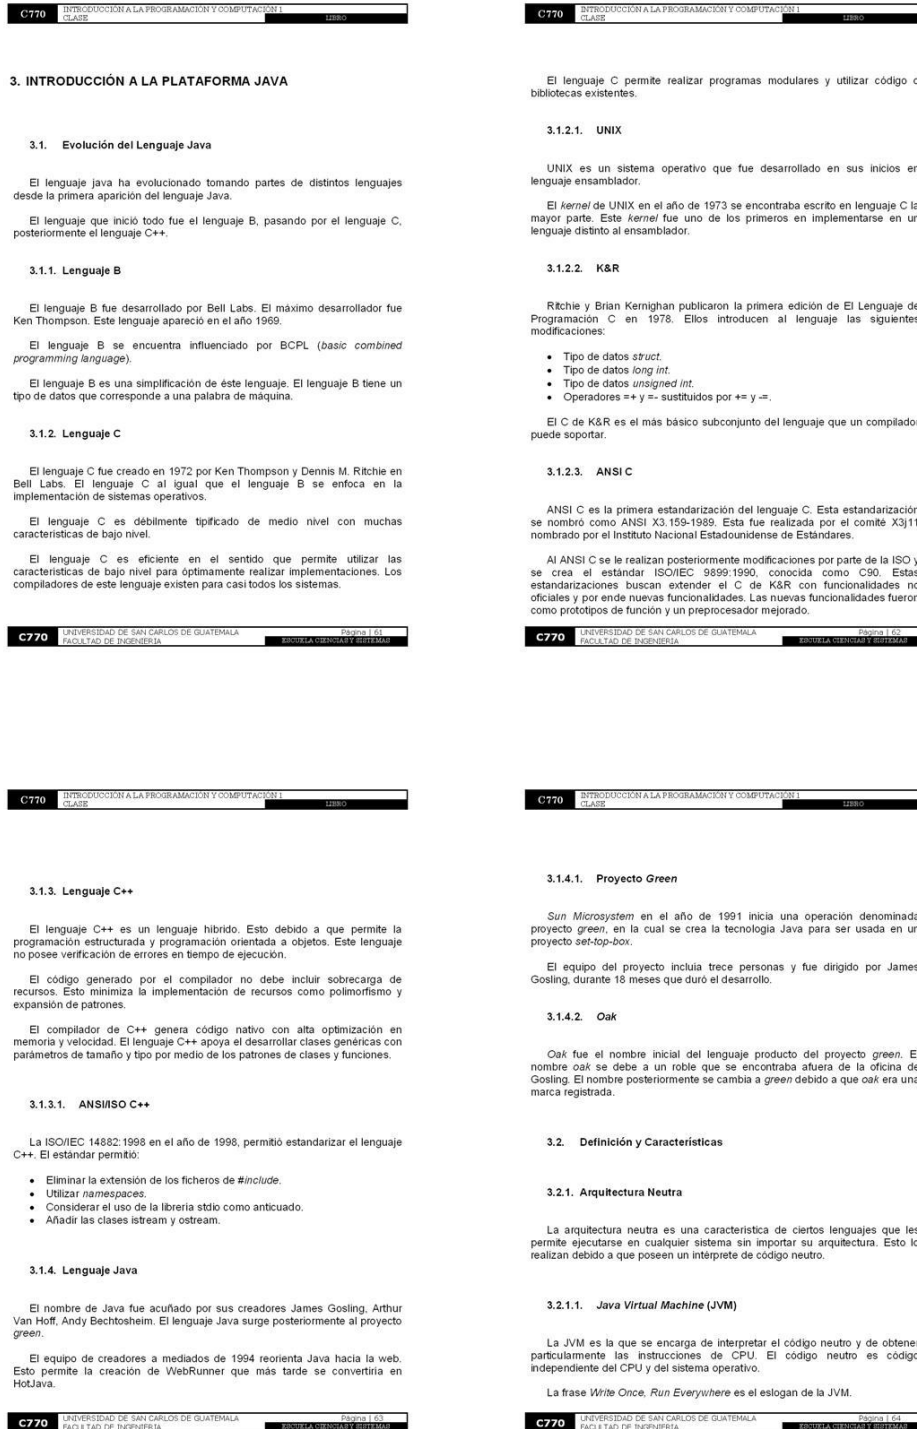 C770
INTRODUCCIÓN A LA PROGRAMACIÓN Y COMPUTACIÓN 1
CLASE
LIBRO
3. INTRODUCCIÓN A LA PLATAFORMA JAVA
3.1. Evolución del Lenguaje Java
El lenguaje java ha evolucionado tomando partes de distintos lenguajes
desde la primera aparición del lenguaje Java.
El lenguaje que inició todo fue el lenguaje B, pasando por el lenguaje C,
posteriormente el lenguaje C++.
3.1.1. Lenguaje B
El lenguaje B fue desarrollado por Bell Labs. El máximo desarrollador fue
Ken Thompson. Este lenguaje apareció en el año 1969.
El lenguaje B se encuentra influenciado por BCPL (basic combined
programming language).
El lenguaje B es una simplificación de éste lenguaje. El lenguaje B tiene un
tipo de datos que corresponde a una palabra de máquina.
3.1.2. Lenguaje C
El lenguaje C fue creado en 1972 por Ken Thompson y Dennis M. Ritchie en
Bell Labs. El lenguaje C al igual que el lenguaje B se enfoca en la
implementación de sistemas operativos.
El lenguaje C es débilmente tipificado de medio nivel con muchas
características de bajo nivel.
El lenguaje C es eficiente en el sentido que permite utilizar las
características de bajo nivel para óptimamente realizar implementaciones. Los
compiladores de este lenguaje existen para casi todos los sistemas.
C770
UNIVERSIDAD DE SAN CARLOS DE GUATEMALA
Página | 61
FACULTAD DE INGENIERÍA
ESCUELA CIENCIAS Y SISTEMAS
C770
INTRODUCCIÓN A LA PROGRAMACIÓN Y COMPUTACIÓN 1
CLASE
LIBRO
El lenguaje C permite realizar programas modulares y utilizar código
bibliotecas existentes.
3.1.2.1. UNIX
UNIX es un sistema operativo que fue desarrollado en sus inicios en
lenguaje ensamblador.
El kernel de UNIX en el año de 1973 se encontraba escrito en lenguaje C la
mayor parte. Este kernel fue uno de los primeros en implementarse en un
lenguaje distinto al ensamblador.
3.1.2.2. K&R
Ritchie y Brian Kernighan publicaron la primera edición de El Lenguaje de
Programación C en 1978. Ellos introducen al lenguaje las siguientes
modificaciones:
• Tipo de datos struct.
• Tipo de datos long int.
• Tipo de datos unsigned int.
• Operadores =+ y =- sustituidos por += y -=.
El C de K&R es el más básico subconjunto del lenguaje que un compilador
puede soportar.
3.1.2.3. ANSI C
ANSI C es la primera estandarización del lenguaje C. Esta estandarización
se nombró como ANSI X3.159-1989. Esta fue realizada por el comité X3j11
nombrado por el Instituto Nacional Estadounidense de Estándares.
Al ANSI C se le realizan posteriormente modificaciones por parte de la ISO y
se crea el estándar ISO/IEC 9899:1990, conocida como C90. Estas
estandarizaciones buscan extender el C de K&R con funcionalidades no
oficiales y por ende nuevas funcionalidades. Las nuevas funcionalidades fueron
como prototipos de función y un preprocesador mejorado.
C770
UNIVERSIDAD DE SAN CARLOS DE GUATEMALA
Página | 62
FACULTAD DE INGENIERÍA
ESCUELA CIENCIAS Y SISTEMAS
C770
INTRODUCCIÓN A LA PROGRAMACIÓN Y COMPUTACIÓN 1
CLASE
LIBRO
3.1.3. Lenguaje C++
El lenguaje C++ es un lenguaje híbrido. Esto debido a que permite la
programación estructurada y programación orientada a objetos. Este lenguaje
no posee verificación de errores en tiempo de ejecución.
El código generado por el compilador no debe incluir sobrecarga de
recursos. Esto minimiza la implementación de recursos como polimorfismo y
expansión de patrones.
El compilador de C++ genera código nativo con alta optimización en
memoria y velocidad. El lenguaje C++ apoya el desarrollar clases genéricas con
parámetros de tamaño y tipo por medio de los patrones de clases y funciones.
3.1.3.1. ANSI/ISO C++
La ISO/IEC 14882:1998 en el año de 1998, permitió estandarizar el lenguaje
C++. El estándar permitió:
• Eliminar la extensión de los ficheros de #include.
• Utilizar namespaces.
• Considerar el uso de la librería stdio como anticuado.
• Añadir las clases istream y ostream.
3.1.4. Lenguaje Java
El nombre de Java fue acuñado por sus creadores James Gosling, Arthur
Van Hoff, Andy Bechtosheim. El lenguaje Java surge posteriormente al proyecto
green.
El equipo de creadores a mediados de 1994 reorienta Java hacia la web.
Esto permite la creación de WebRunner que más tarde se convertiría en
HotJava.
C770
UNIVERSIDAD DE SAN CARLOS DE GUATEMALA
Página | 63
FACULTAD DE INGENIERÍA
ESCUELA CIENCIAS Y SISTEMAS
C770
INTRODUCCIÓN A LA PROGRAMACIÓN Y COMPUTACIÓN 1
CLASE
LIBRO
3.1.4.1. Proyecto Green
Sun Microsystem en el año de 1991 inicia una operación denominada
proyecto green, en la cual se crea la tecnología Java para ser usada en un
proyecto set-top-box.
El equipo del proyecto incluía trece personas y fue dirigido por James
Gosling, durante 18 meses que duró el desarrollo.
3.1.4.2. Oak
Oak fue el nombre inicial del lenguaje producto del proyecto green. El
nombre oak se debe a un roble que se encontraba afuera de la oficina de
Gosling. El nombre posteriormente se cambia a green debido a que oak era una
marca registrada.
3.2. Definición y Características
3.2.1. Arquitectura Neutra
La arquitectura neutra es una característica de ciertos lenguajes que les
permite ejecutarse en cualquier sistema sin importar su arquitectura. Esto lo
realizan debido a que poseen un intérprete de código neutro.
3.2.1.1. Java Virtual Machine (JVM)
La JVM es la que se encarga de interpretar el código neutro y de obtener
particularmente las instrucciones de CPU. El código neutro es código
independiente del CPU y del sistema operativo.
La frase Write Once, Run Everywhere es el eslogan de la JVM.
C770
UNIVERSIDAD DE SAN CARLOS DE GUATEMALA
Página | 64
FACULTAD DE INGENIERÍA
ESCUELA CIENCIAS Y SISTEMAS